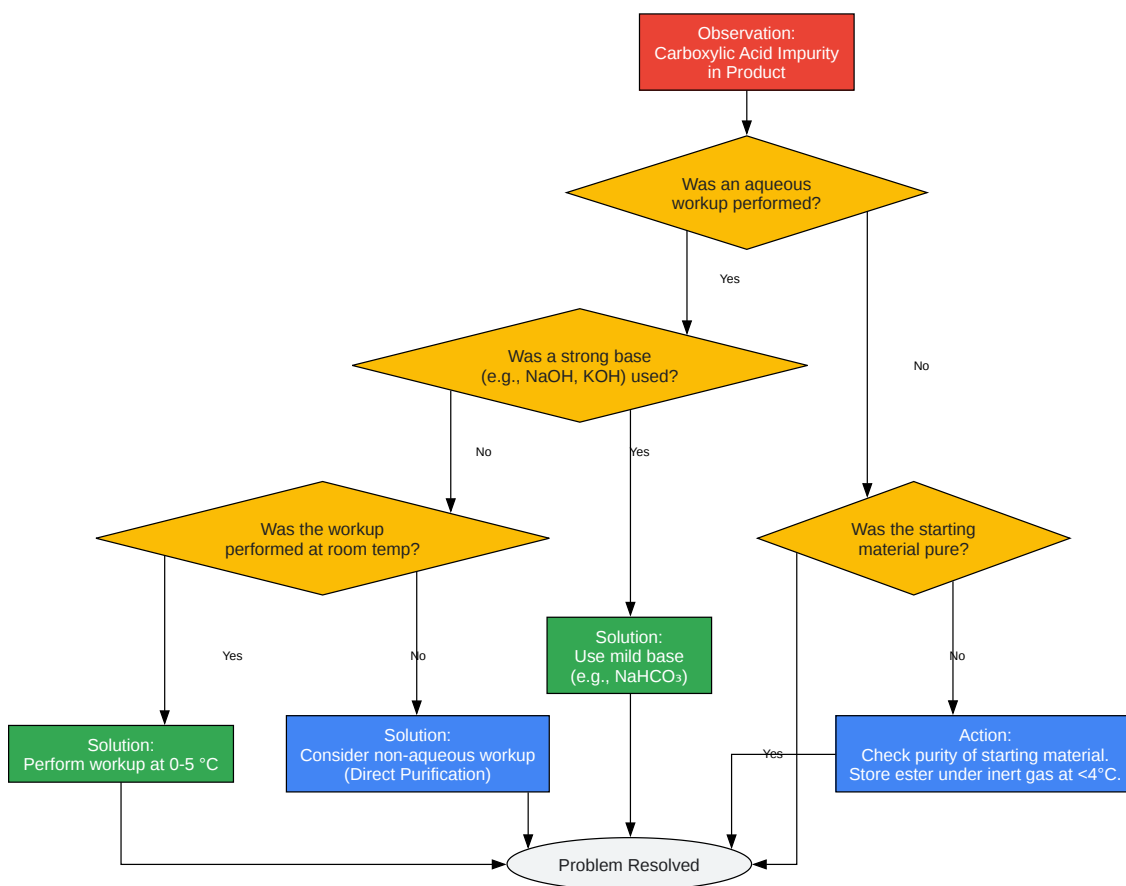 Observation:
Carboxylic Acid Impurity
in Product
Was an aqueous
workup performed?
Yes
Was a strong base
(e.g., NaOH, KOH) used?
No
No
Yes
Was the workup
performed at room temp?
Was the starting
material pure?
Yes
No
Solution:
Use mild base
(e.g., NaHCO₃)
No
Solution:
Perform workup at 0-5 °C
Solution:
Consider non-aqueous workup
(Direct Purification)
Yes
Action:
Check purity of starting material.
Store ester under inert gas at <4°C.
Problem Resolved